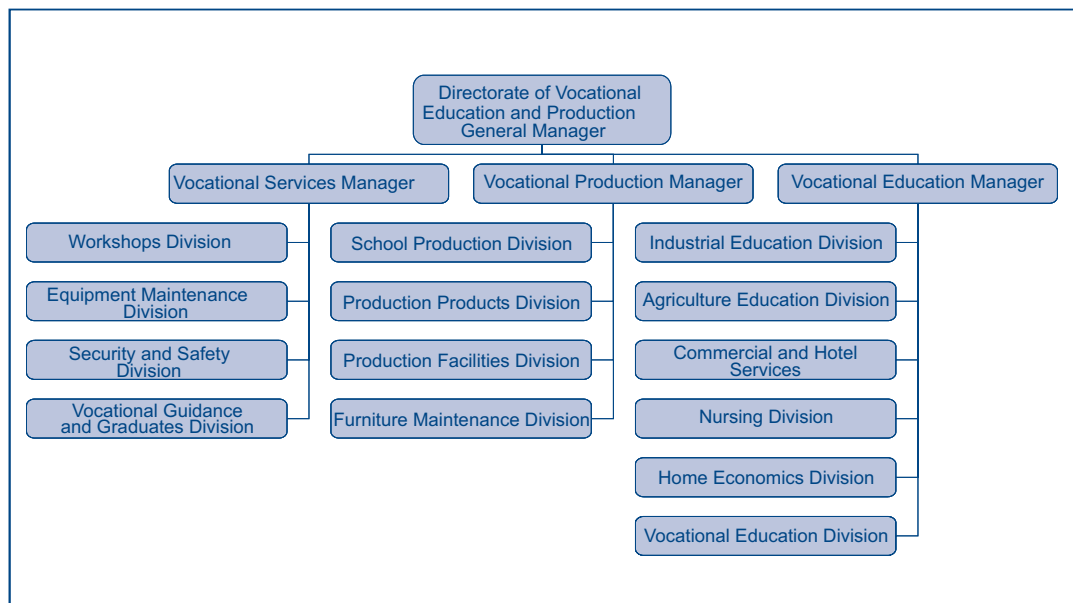 Directorate of Vocational
Education and Production
General Manager
Vocational Services Manager
Vocational Production Manager
Vocational Education Manager
Workshops Division
Equipment Maintenance
Division
Security and Safety
Division
Vocational Guidance
and Graduates Division
School Production Division
Production Products Division
Production Facilities Division
Furniture Maintenance Division
Industrial Education Division
Agriculture Education Division
Commercial and Hotel
Services
Nursing Division
Home Economics Division
Vocational Education Division